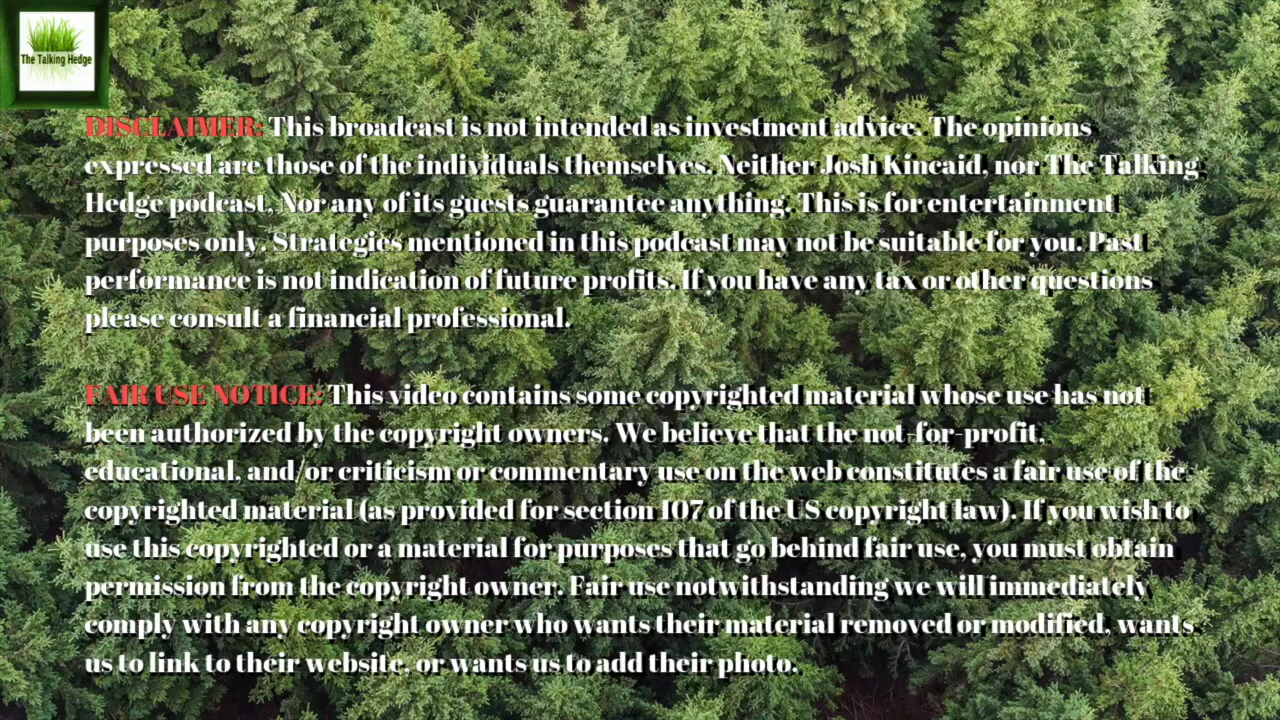 The Talking Hedge
DISCLAIMER: This broadcast is not intended as investment advice. The opinions
expressed are those of the individuals themselves. Neither Josh Kincaid, nor The Talking
Hedge podcast, Nor any of its guests guarantee anything. This is for entertainment
purposes only. Strategies mentioned in this podcast may not be suitable for you. Past
performance is not indication of future profits. If you have any tax or other questions
please consult a financial professional.
FAIR USE NOTICE: This video contains some copyrighted material whose use has not
been authorized by the copyright owners. We believe that the not-for-profit,
educational, and/or criticism or commentary use on the web constitutes a fair use of the
copyrighted material (as provided for section 107 of the US copyright law). If you wish to
use this copyrighted or a material for purposes that go behind fair use, you must obtain
permission from the copyright owner. Fair use notwithstanding we will immediately
comply with any copyright owner who wants their material removed or modified, wants
us to link to their website, or wants us to add their photo.